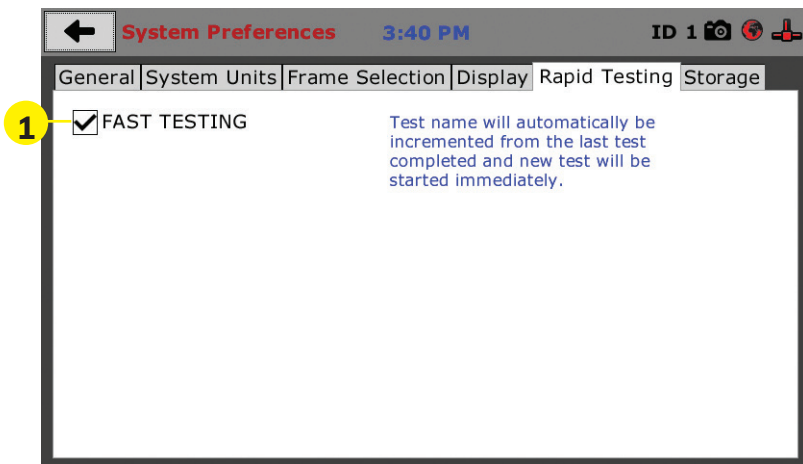 System Preferences 3:40 PM ID 1
General System Units Frame Selection Display Rapid Testing Storage
1 FAST TESTING
Test name will automatically be
incremented from the last test
completed and new test will be
started immediately.